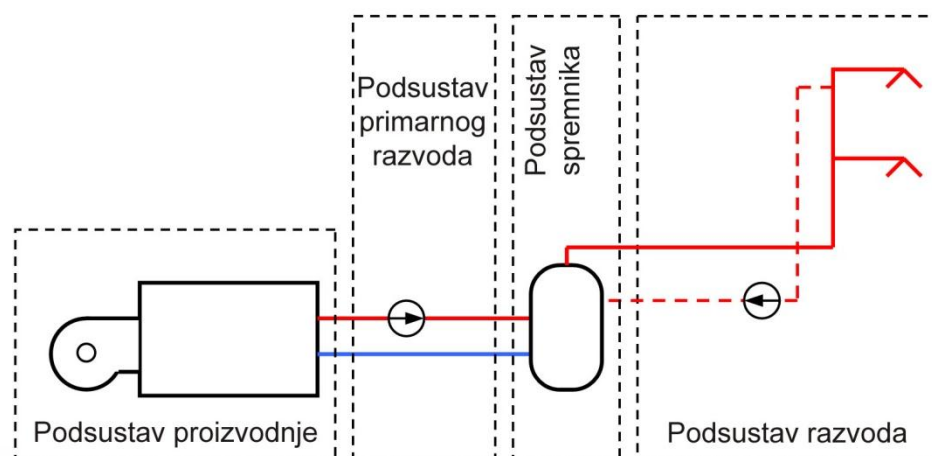 Podsustav
primarnog
razvoda
Podsustav
spremnika
Podsustav proizvodnje
Podsustav razvoda